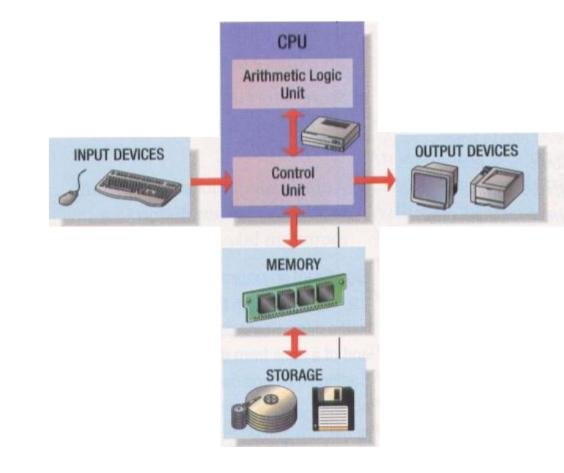 CPU
Arithmetic Logic
Unit
INPUT DEVICES
Control
Unit
OUTPUT DEVICES
MEMORY
STORAGE